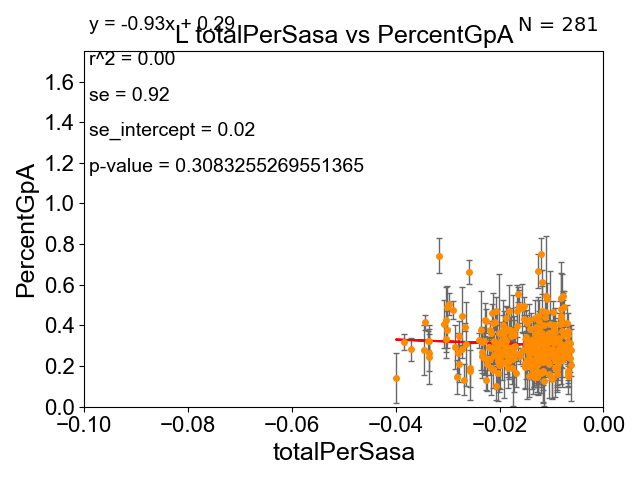 y = -0.93x + 0.29
N = 281
L totalPerSasa vs PercentGpA
r^2 = 0.00
se = 0.92
se_intercept = 0.02
p-value = 0.3083255269551365
PercentGpA
1.6
1.4
1.2
1.0
0.8
0.6
0.4
0.2
0.0
−0.10 −0.08 −0.06 −0.04 −0.02 0.00
totalPerSasa